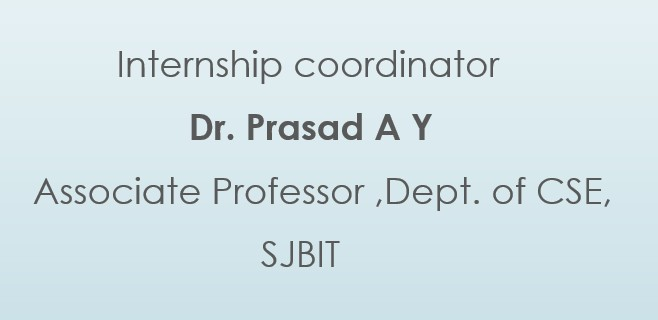 Internship coordinator
Dr. Prasad A Y
Associate Professor ,Dept. of CSE,
SJBIT